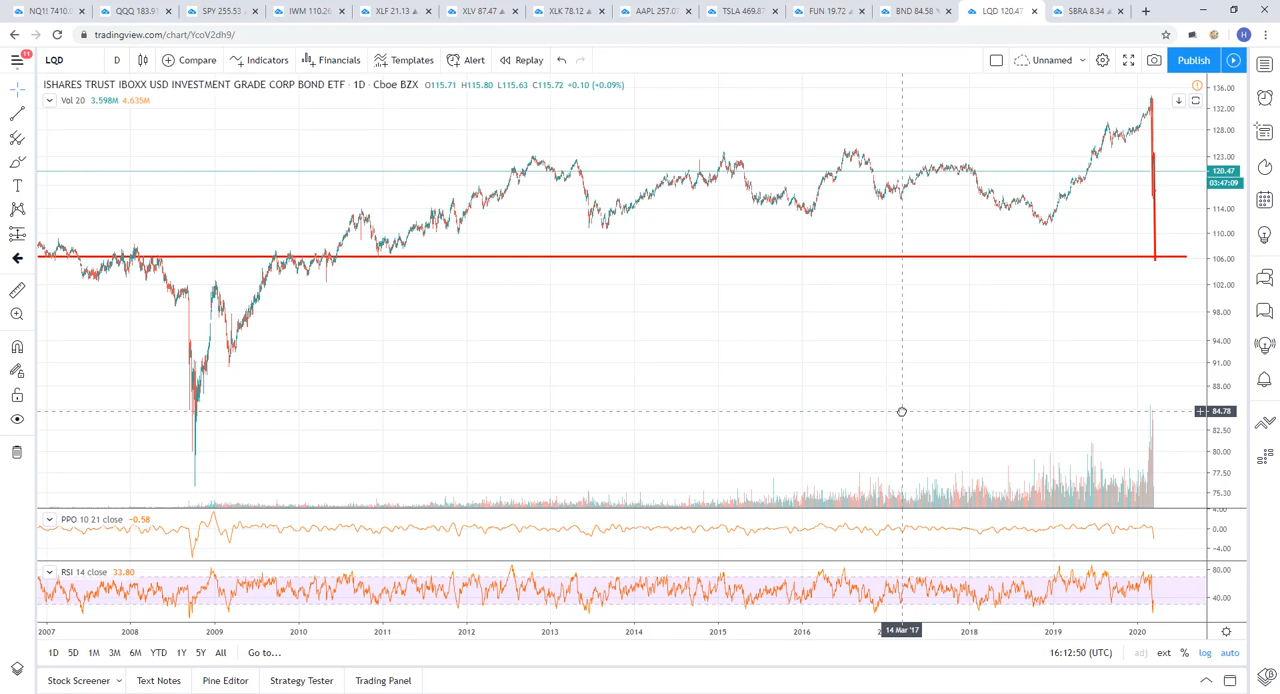 NQ1! 7410.0 QQQ 183.91 SPY 255.53 IWM 110.26 XLF 21.13 XLV 87.47 XLK 78.12 AAPL 257.07 TSLA 469.87 FUN 19.72 BND 84.58 LQD 120.47 SBRA 8.34
tradingview.com/chart/YcoV2dh9/ H
11 LQD D Compare Indicators Financials Templates Alert Replay Unnamed Publish
ISHARES TRUST IBOXX USD INVESTMENT GRADE CORP BOND ETF · 1D · Cboe BZX O115.71 H115.80 L115.63 C115.72 +0.10 (+0.09%)
Vol 20 3.598M 4.635M
136.00
132.00
128.00
123.00
120.47
03:47:09
114.00
110.00
106.00
102.00
98.00
94.00
91.00
88.00
84.78
82.50
80.00
77.50
75.30
PPO 10 21 close −0.58
4.00
0.00
−4.00
RSI 14 close 33.80
80.00
40.00
2007 2008 2009 2010 2011 2012 2013 2014 2015 2016 14 Mar '17 2018 2019 2020
1D 5D 1M 3M 6M YTD 1Y 5Y All Go to... 16:12:50 (UTC) adj ext % log auto
Stock Screener Text Notes Pine Editor Strategy Tester Trading Panel